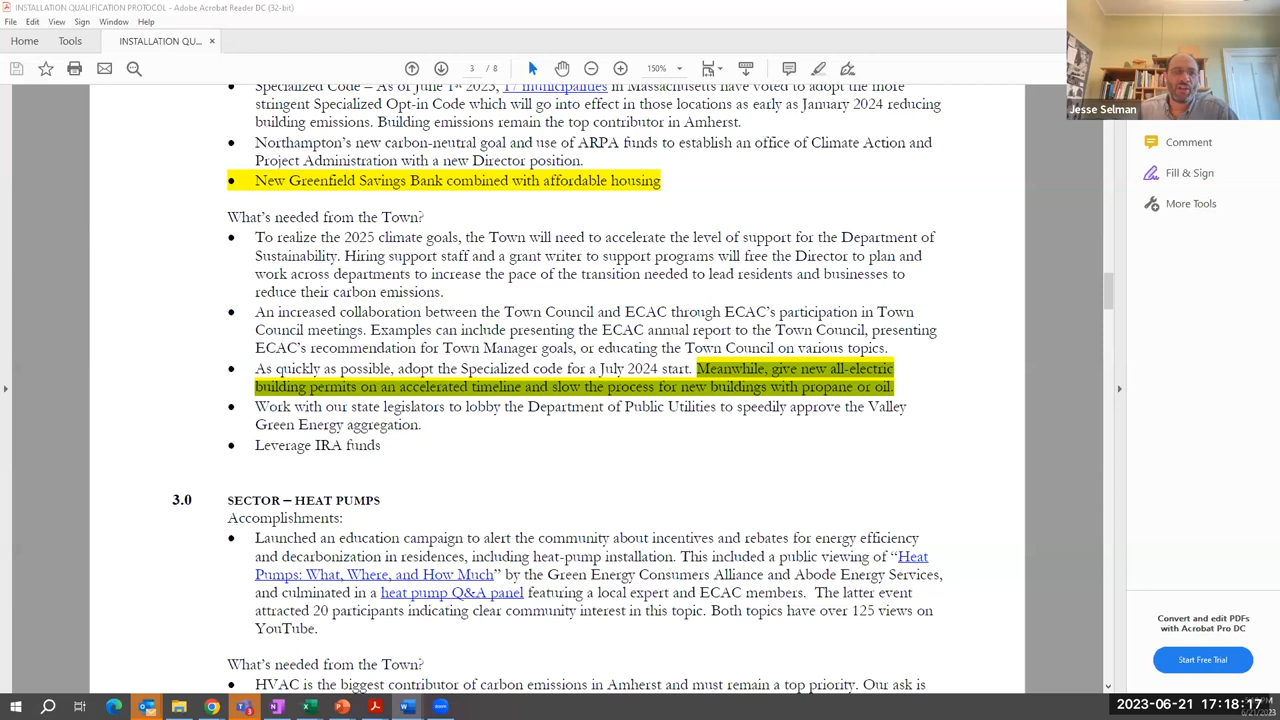 INSTALLATION QUALIFICATION PROTOCOL - Adobe Acrobat Reader DC (32-bit)
File Edit View Sign Window Help
Home Tools INSTALLATION QU... ×
3 / 8 150%
Jesse Selman
Specialized Code – As of June 1st 2023, 17 municipalities in Massachusetts have voted to adopt the more
stringent Specialized Opt-in Code which will go into effect in those locations as early as January 2024 reducing
building emissions. Building emissions remain the top contributor in Amherst.
• Northampton's new carbon-neutral goal and use of ARPA funds to establish an office of Climate Action and
Project Administration with a new Director position.
• New Greenfield Savings Bank combined with affordable housing
What's needed from the Town?
• To realize the 2025 climate goals, the Town will need to accelerate the level of support for the Department of
Sustainability. Hiring support staff and a grant writer to support programs will free the Director to plan and
work across departments to increase the pace of the transition needed to lead residents and businesses to
reduce their carbon emissions.
• An increased collaboration between the Town Council and ECAC through ECAC's participation in Town
Council meetings. Examples can include presenting the ECAC annual report to the Town Council, presenting
ECAC's recommendation for Town Manager goals, or educating the Town Council on various topics.
• As quickly as possible, adopt the Specialized code for a July 2024 start. Meanwhile, give new all-electric
building permits on an accelerated timeline and slow the process for new buildings with propane or oil.
• Work with our state legislators to lobby the Department of Public Utilities to speedily approve the Valley
Green Energy aggregation.
• Leverage IRA funds
3.0 SECTOR – HEAT PUMPS
Accomplishments:
• Launched an education campaign to alert the community about incentives and rebates for energy efficiency
and decarbonization in residences, including heat-pump installation. This included a public viewing of "Heat
Pumps: What, Where, and How Much" by the Green Energy Consumers Alliance and Abode Energy Services,
and culminated in a heat pump Q&A panel featuring a local expert and ECAC members. The latter event
attracted 20 participants indicating clear community interest in this topic. Both topics have over 125 views on
YouTube.
What's needed from the Town?
• HVAC is the biggest contributor of carbon emissions in Amherst and must remain a top priority. Our ask is
Comment
Fill & Sign
More Tools
Convert and edit PDFs
with Acrobat Pro DC
Start Free Trial
2023-06-21 17:18:17